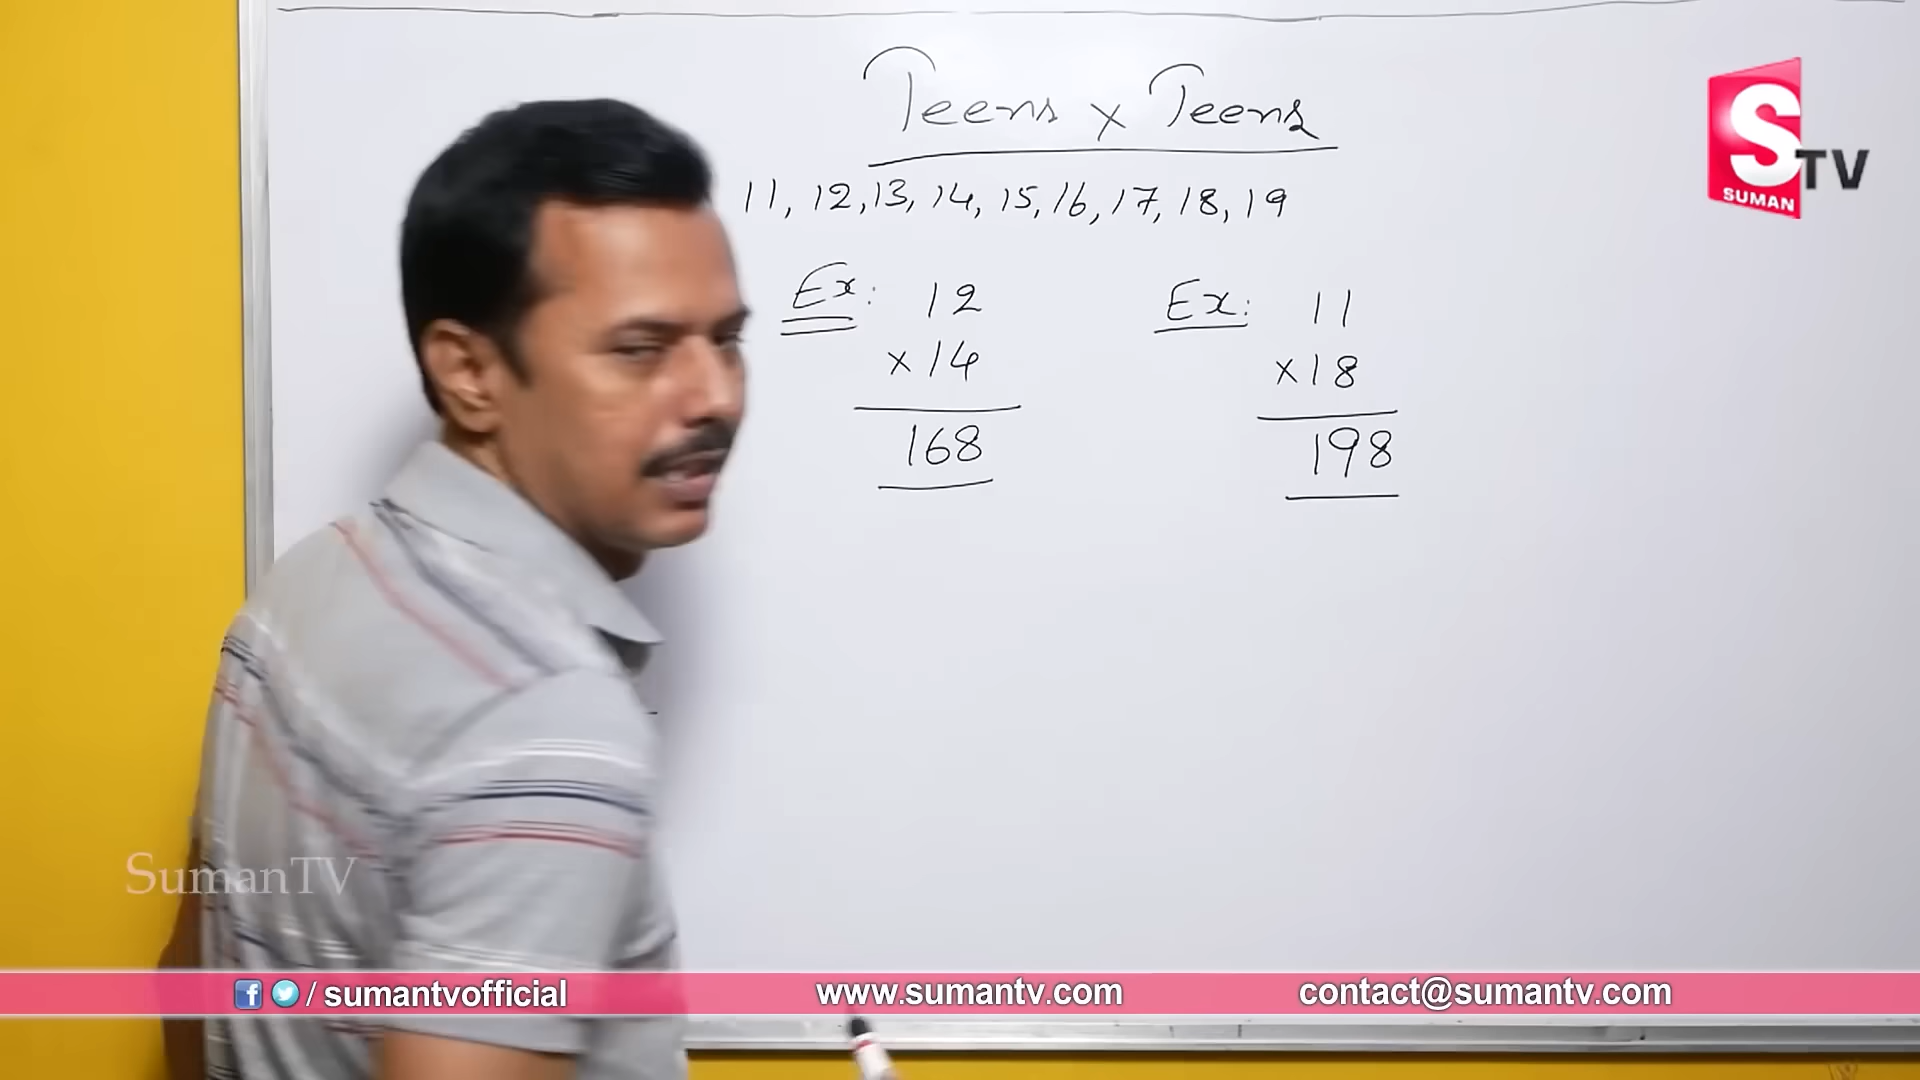 Teens x Teens
11, 12, 13, 14, 15, 16, 17, 18, 19
Ex: 12
x 14
168
Ex: 11
x 18
198
S TV
SUMAN
SumanTV
/ sumantvofficial
www.sumantv.com
contact@sumantv.com